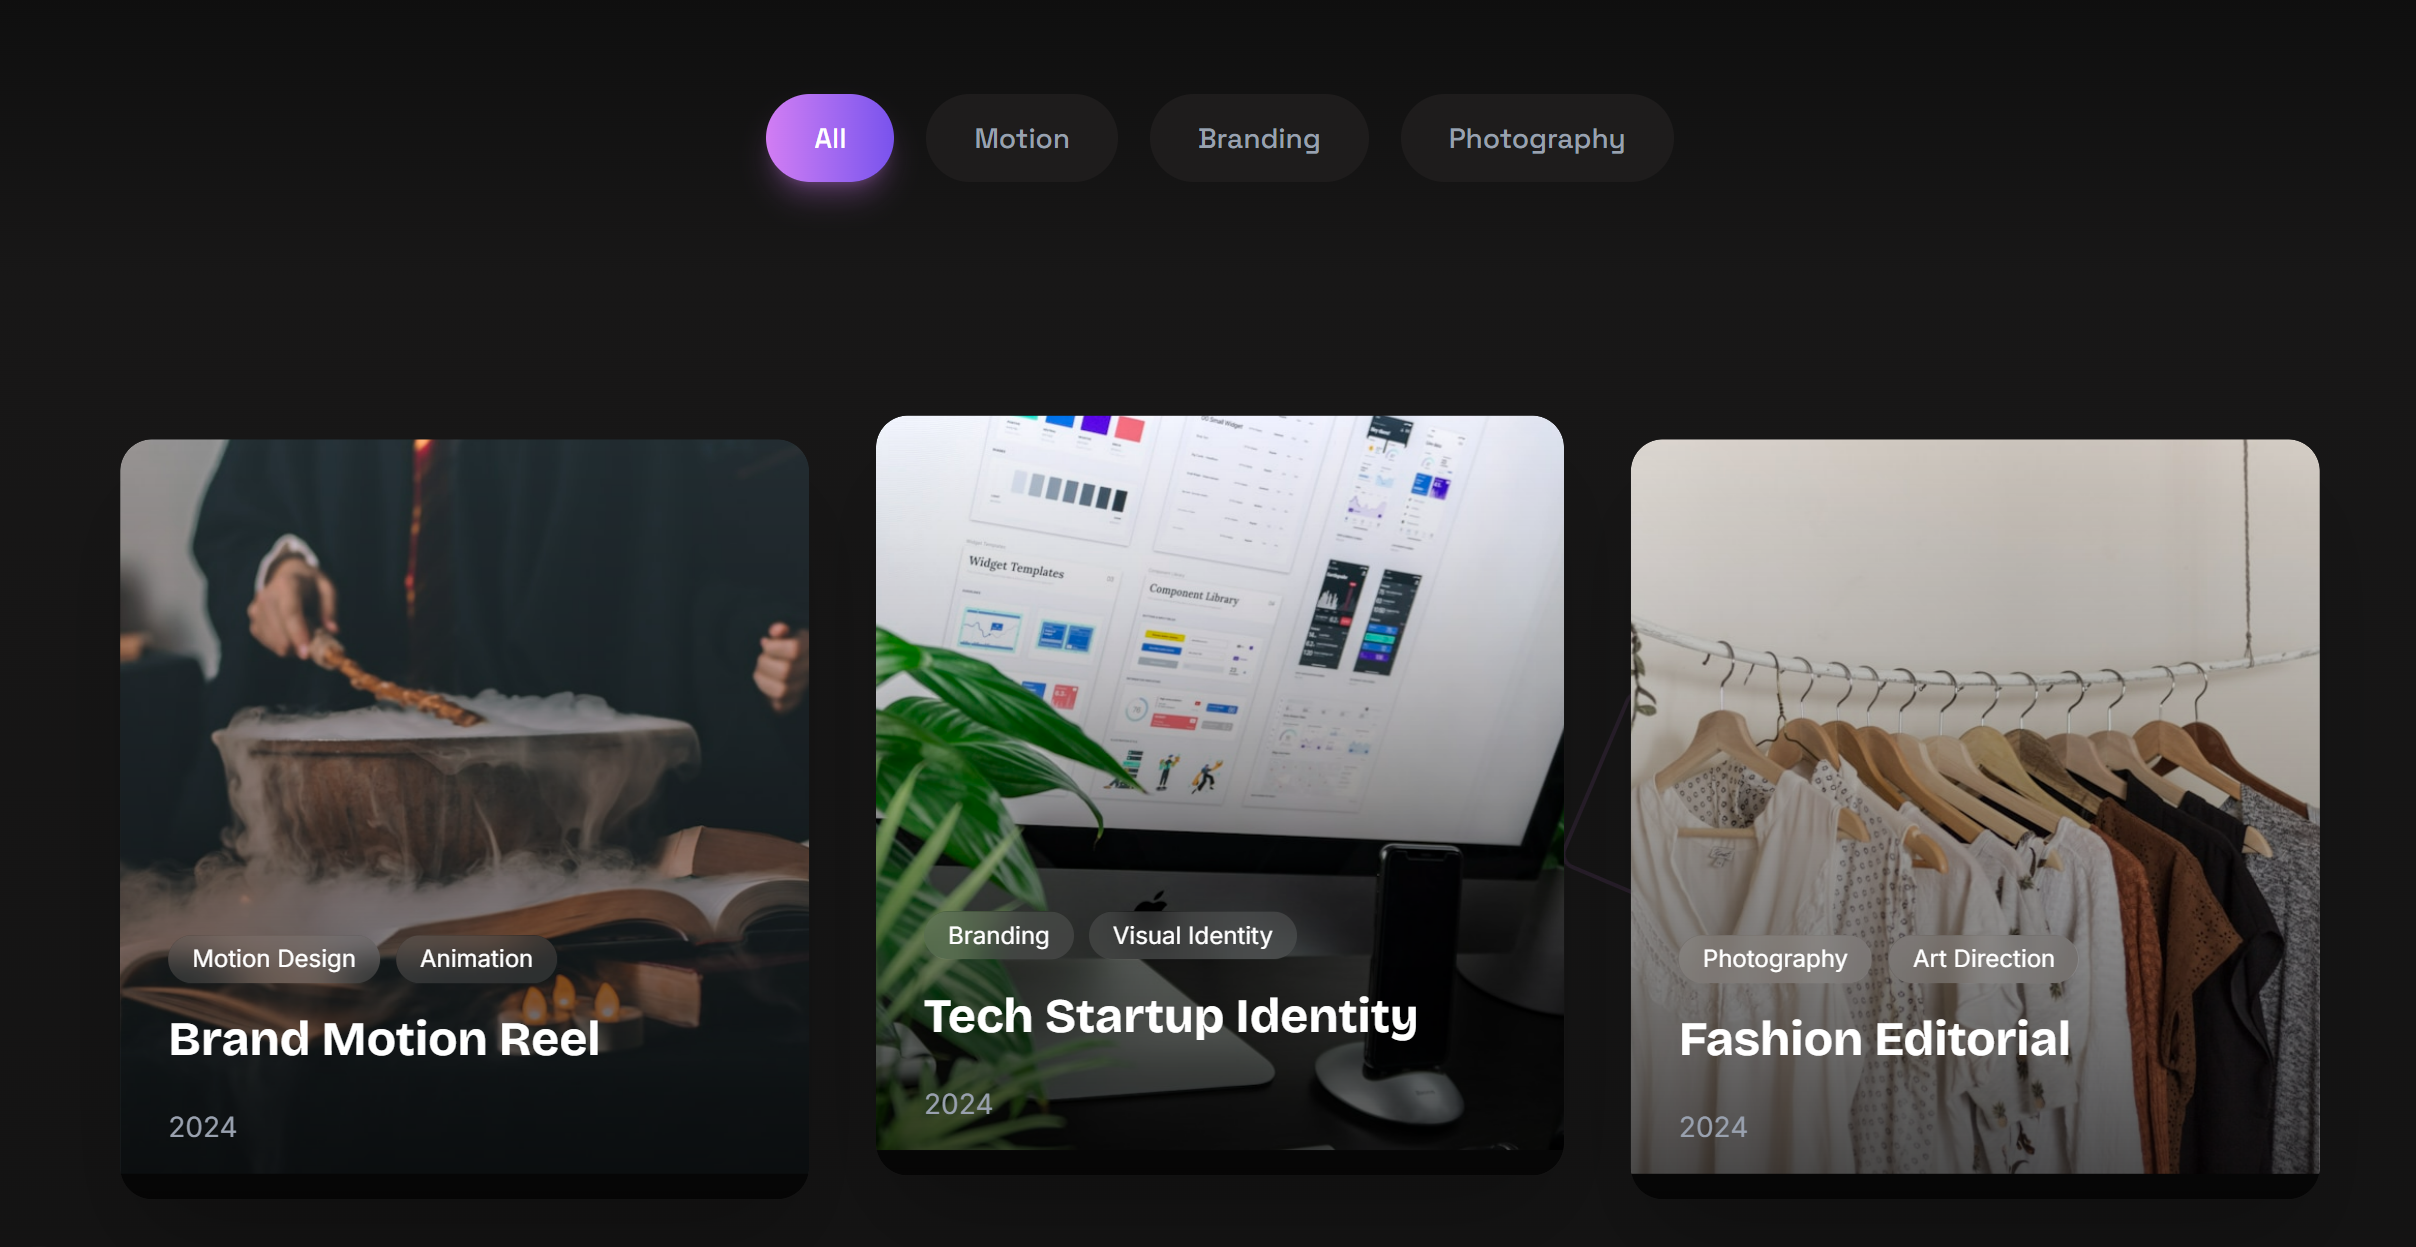 All
Motion
Branding
Photography
Widget Templates
Component Library
Motion Design
Animation
Brand Motion Reel
2024
Branding
Visual Identity
Tech Startup Identity
2024
Photography
Art Direction
Fashion Editorial
2024